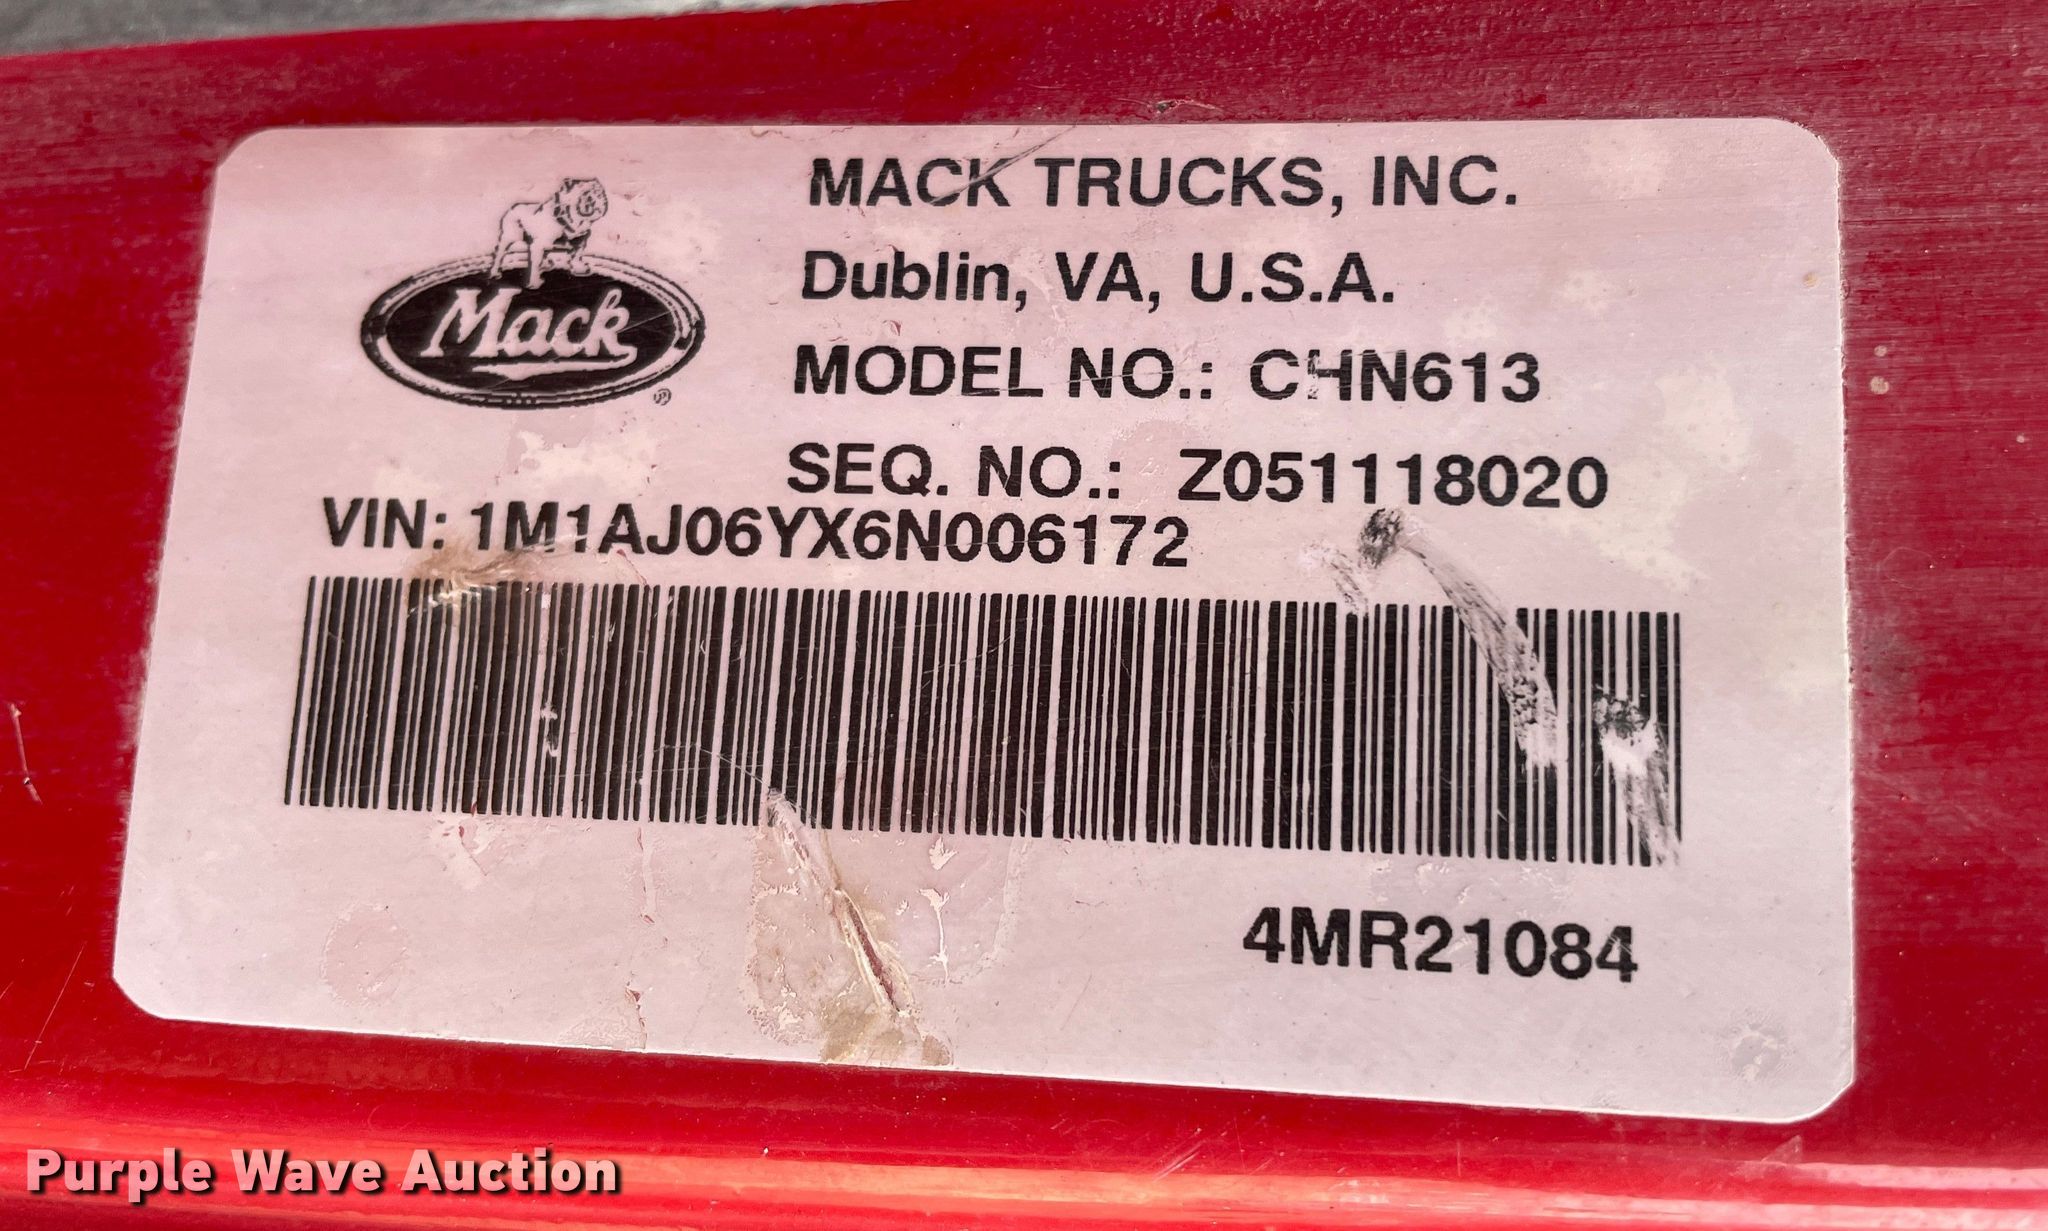 MACK TRUCKS, INC.
Dublin, VA, U.S.A.
Mack
®
MODEL NO.: CHN613
SEQ. NO.: Z051118020
VIN: 1M1AJ06YX6N006172
4MR21084
Purple Wave Auction